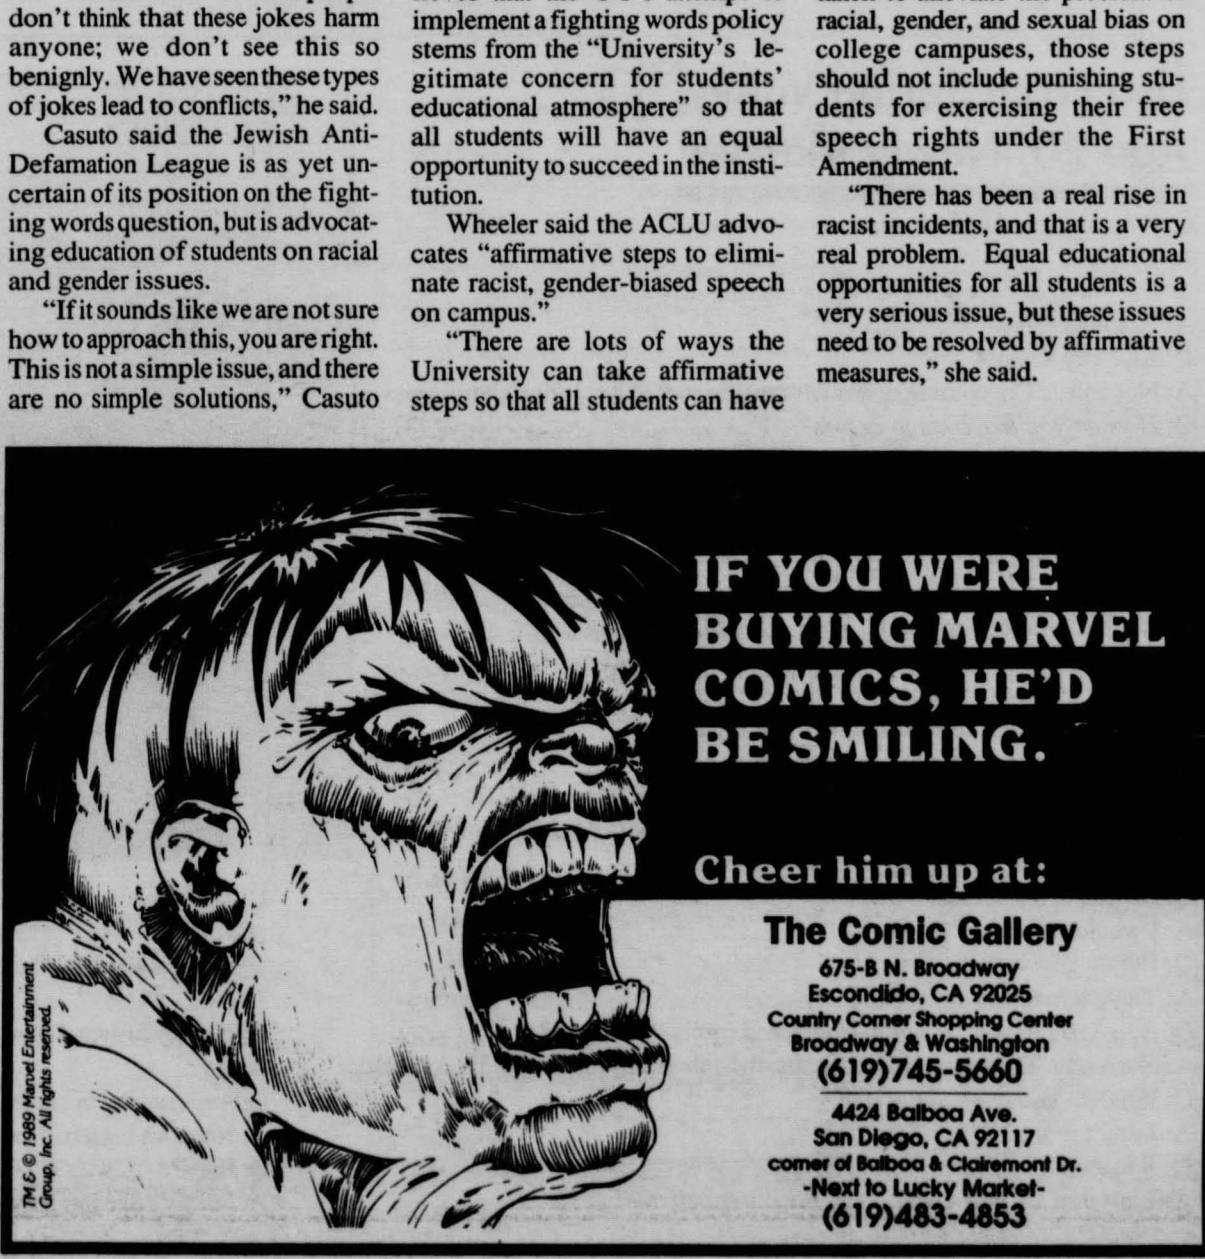 don't think that these jokes harm
anyone; we don't see this so
benignly. We have seen these types
of jokes lead to conflicts," he said.
Casuto said the Jewish Anti-
Defamation League is as yet un-
certain of its position on the fight-
ing words question, but is advocat-
ing education of students on racial
and gender issues.
"If it sounds like we are not sure
how to approach this, you are right.
This is not a simple issue, and there
are no simple solutions," Casuto
implement a fighting words policy
stems from the "University's le-
gitimate concern for students'
educational atmosphere" so that
all students will have an equal
opportunity to succeed in the insti-
tution.
Wheeler said the ACLU advo-
cates "affirmative steps to elimi-
nate racist, gender-biased speech
on campus."
"There are lots of ways the
University can take affirmative
steps so that all students can have
racial, gender, and sexual bias on
college campuses, those steps
should not include punishing stu-
dents for exercising their free
speech rights under the First
Amendment.
"There has been a real rise in
racist incidents, and that is a very
real problem. Equal educational
opportunities for all students is a
very serious issue, but these issues
need to be resolved by affirmative
measures," she said.
IF YOU WERE
BUYING MARVEL
COMICS, HE'D
BE SMILING.
Cheer him up at:
The Comic Gallery
675-B N. Broadway
Escondido, CA 92025
Country Corner Shopping Center
Broadway & Washington
(619)745-5660
4424 Balboa Ave.
San Diego, CA 92117
corner of Balboa & Clairemont Dr.
-Next to Lucky Market-
(619)483-4853
TM & © 1989 Marvel Entertainment
Group, Inc. All rights reserved.